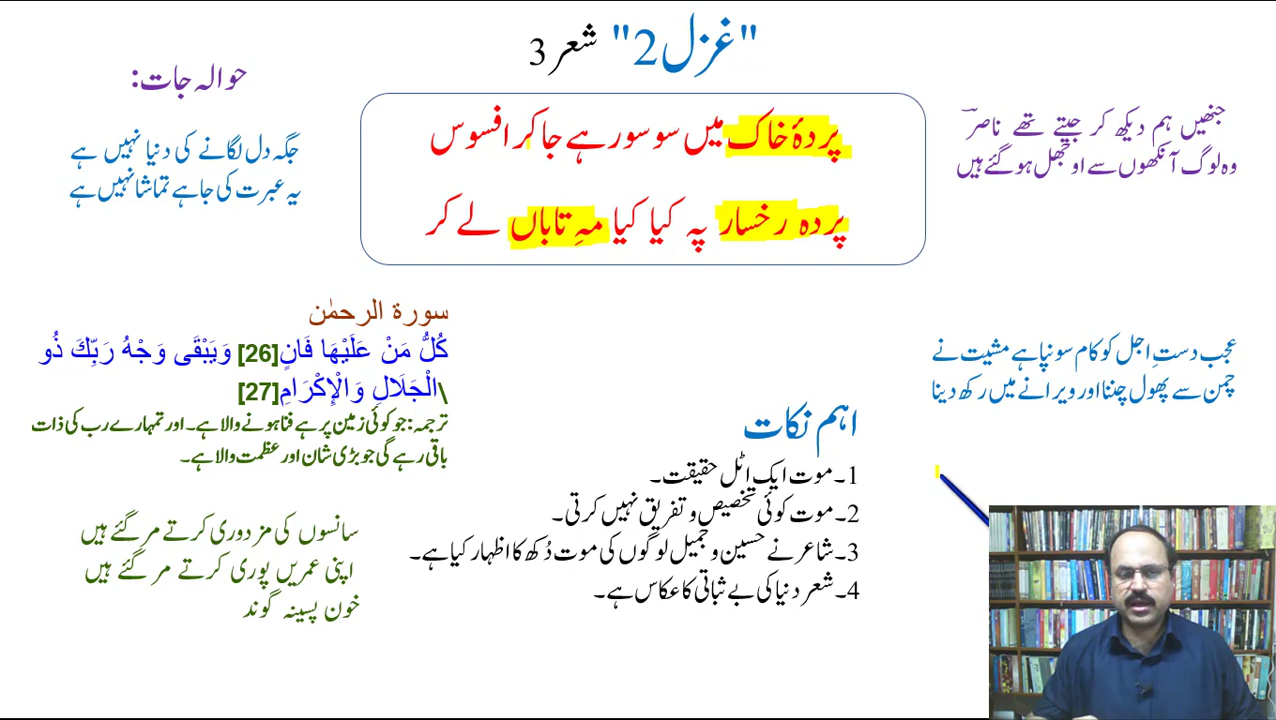 "غزل 2" شعر 3
حوالہ جات:
پردۂ خاک میں سو سو رہے جا کر افسوس
پردہ رخسار پہ کیا کیا مہِ تاباں لے کر
جنھیں ہم دیکھ کر جیتے تھے ناصرؔ
وہ لوگ آنکھوں سے اوجھل ہو گئے ہیں
جگہ دل لگانے کی دنیا نہیں ہے
یہ عبرت کی جا ہے تماشا نہیں ہے
سورۃ الرحمٰن
كُلُّ مَنْ عَلَيْهَا فَانٍ[26] وَيَبْقَى وَجْهُ رَبِّكَ ذُو
\الْجَلَالِ وَالْإِكْرَامِ[27]
ترجمہ: جو کوئی زمین پر ہے فنا ہونے والا ہے۔ اور تمہارے رب کی ذات
باقی رہے گی جو بڑی شان اور عظمت والا ہے۔
عجب دستِ اجل کو کام سونپا ہے مشیت نے
چمن سے پھول چننا اور ویرانے میں رکھ دینا
اہم نکات
1۔ موت ایک اٹل حقیقت۔
2۔ موت کوئی تخصیص و تفریق نہیں کرتی۔
3۔ شاعر نے حسین و جمیل لوگوں کی موت دُکھ کا اظہار کیا ہے۔
4۔ شعر دنیا کی بے ثباتی کا عکاس ہے۔
سانسوں کی مزدوری کرتے مر گئے ہیں
اپنی عمریں پوری کرتے مر گئے ہیں
خون پسینہ گوند